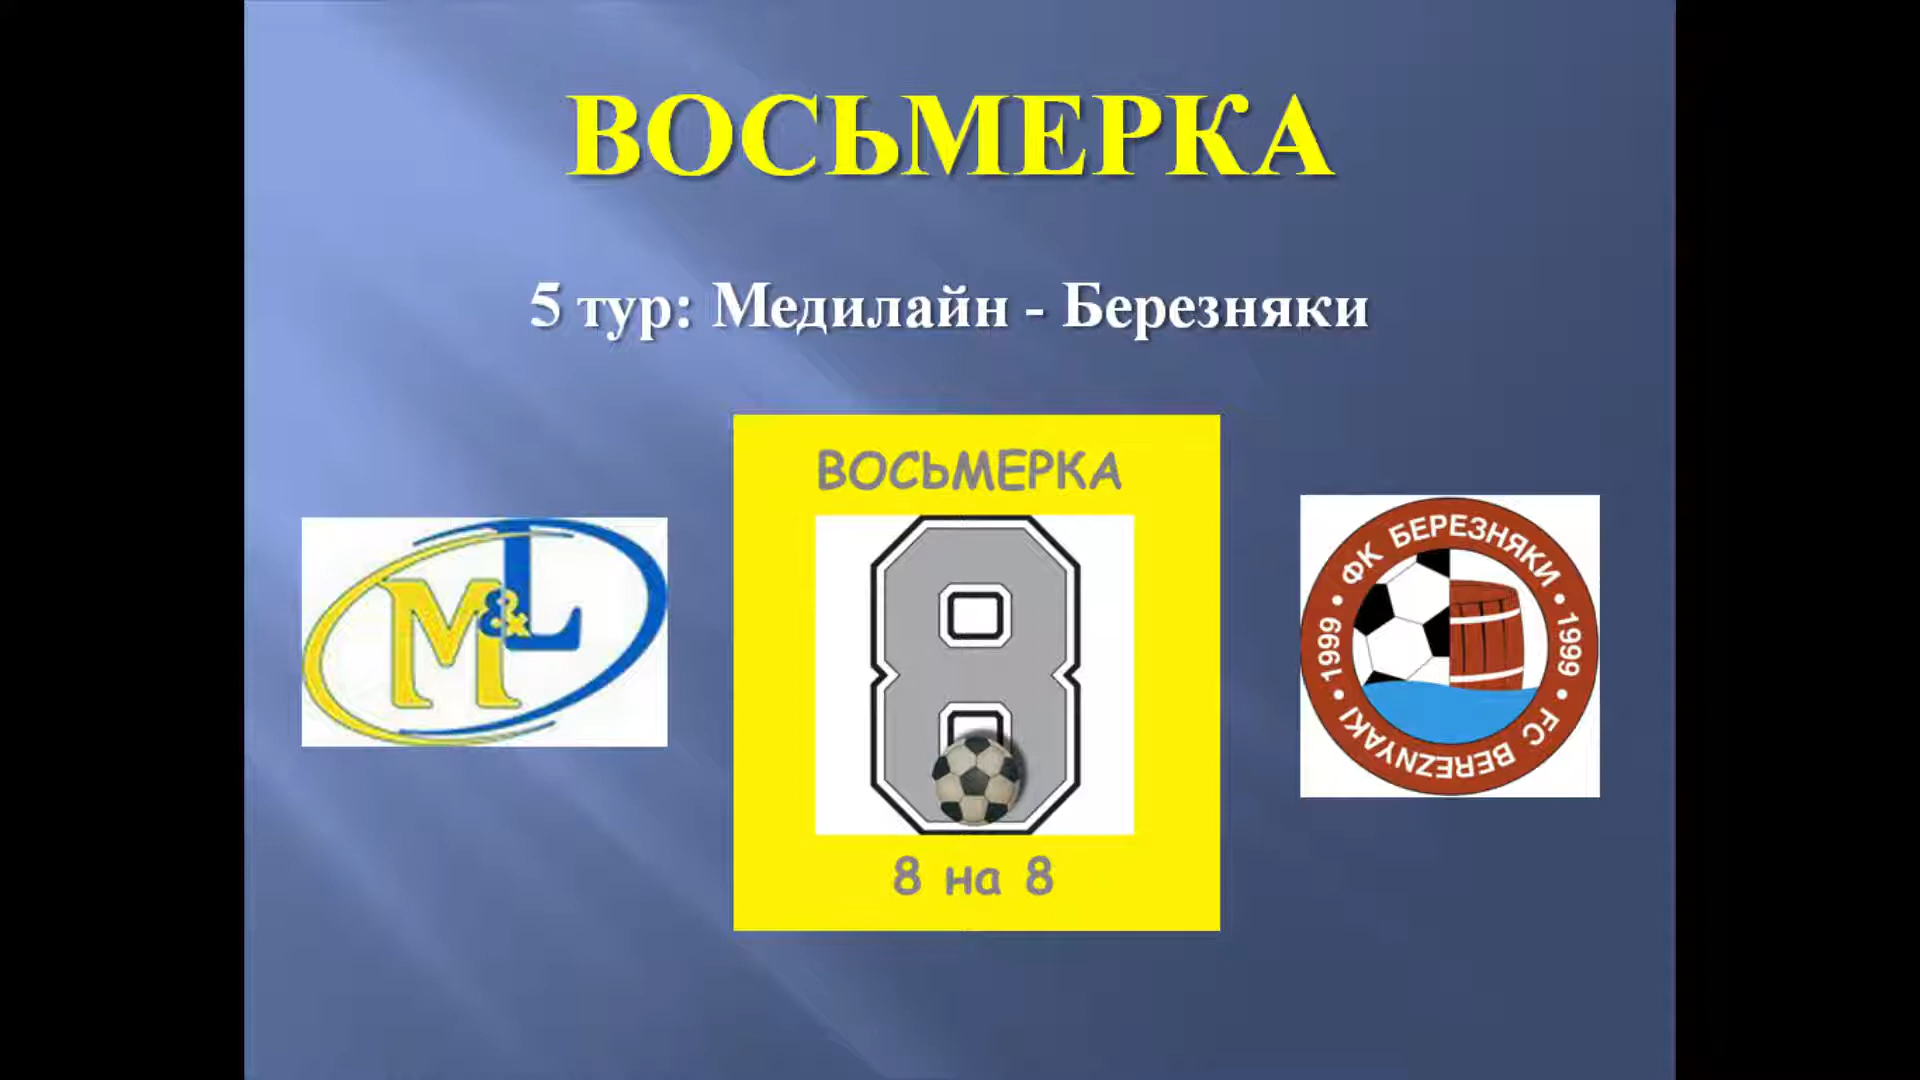 ВОСЬМЕРКА
5 тур: Медилайн - Березняки
ВОСЬМЕРКА
8
8 на 8
M&L
ФК БЕРЕЗНЯКИ • 1999 • FC BEREZNYAKI • 1999 •